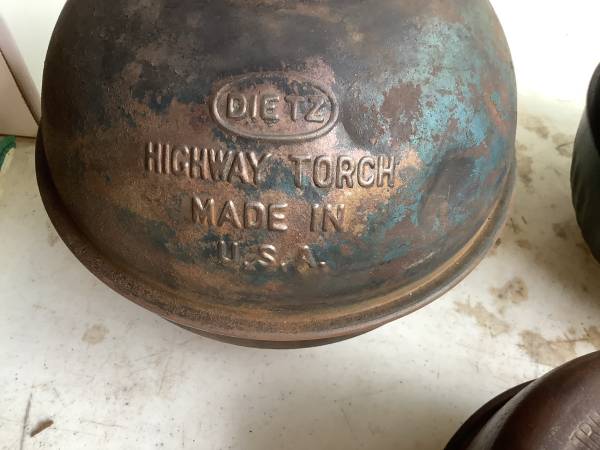 DIETZ
HIGHWAY TORCH
MADE IN
U.S.A.